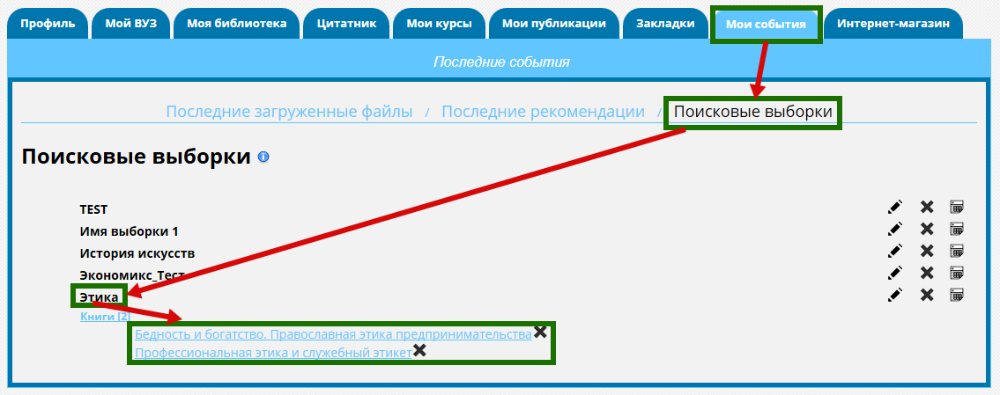 Профиль Мой ВУЗ Моя библиотека Цитатник Мои курсы Мои публикации Закладки Мои события Интернет-магазин
Последние события
Последние загруженные файлы / Последние рекомендации / Поисковые выборки
Поисковые выборки
TEST
Имя выборки 1
История искусств
Экономикс_Тест
Этика
Книги [2]
Бедность и богатство. Православная этика предпринимательства
Профессиональная этика и служебный этикет